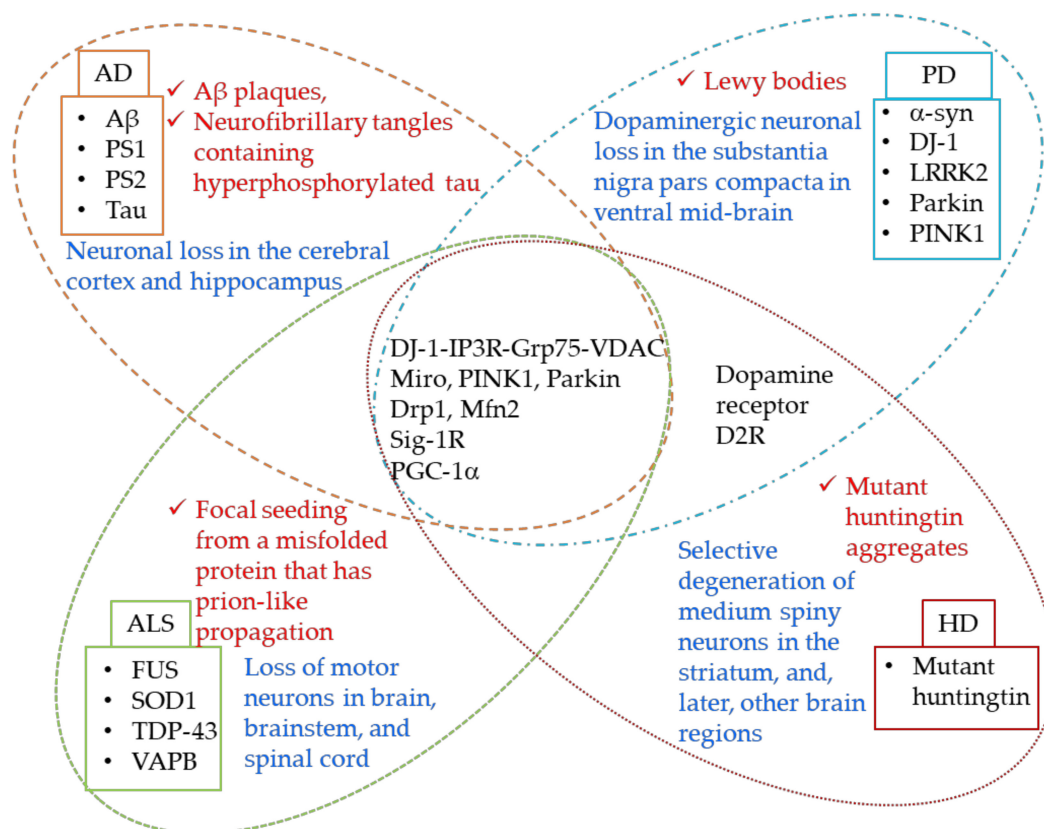 AD
• Aβ
• PS1
• PS2
• Tau
✓ Aβ plaques,
✓ Neurofibrillary tangles
containing
hyperphosphorylated tau
Neuronal loss in the cerebral
cortex and hippocampus
✓ Lewy bodies
Dopaminergic neuronal
loss in the substantia
nigra pars compacta in
ventral mid-brain
PD
• α-syn
• DJ-1
• LRRK2
• Parkin
• PINK1
DJ-1-IP3R-Grp75-VDAC
Miro, PINK1, Parkin
Drp1, Mfn2
Sig-1R
PGC-1α
Dopamine
receptor
D2R
✓ Focal seeding
from a misfolded
protein that has
prion-like
propagation
ALS
• FUS
• SOD1
• TDP-43
• VAPB
Loss of motor
neurons in brain,
brainstem, and
spinal cord
✓ Mutant
huntingtin
aggregates
Selective
degeneration of
medium spiny
neurons in the
striatum, and,
later, other brain
regions
HD
• Mutant
huntingtin